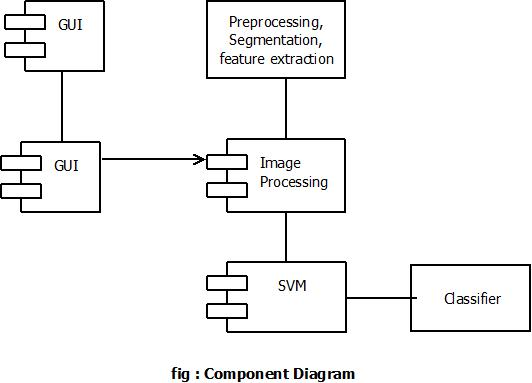 GUI
Preprocessing,
Segmentation,
feature extraction
GUI
Image
Processing
SVM
Classifier
fig : Component Diagram